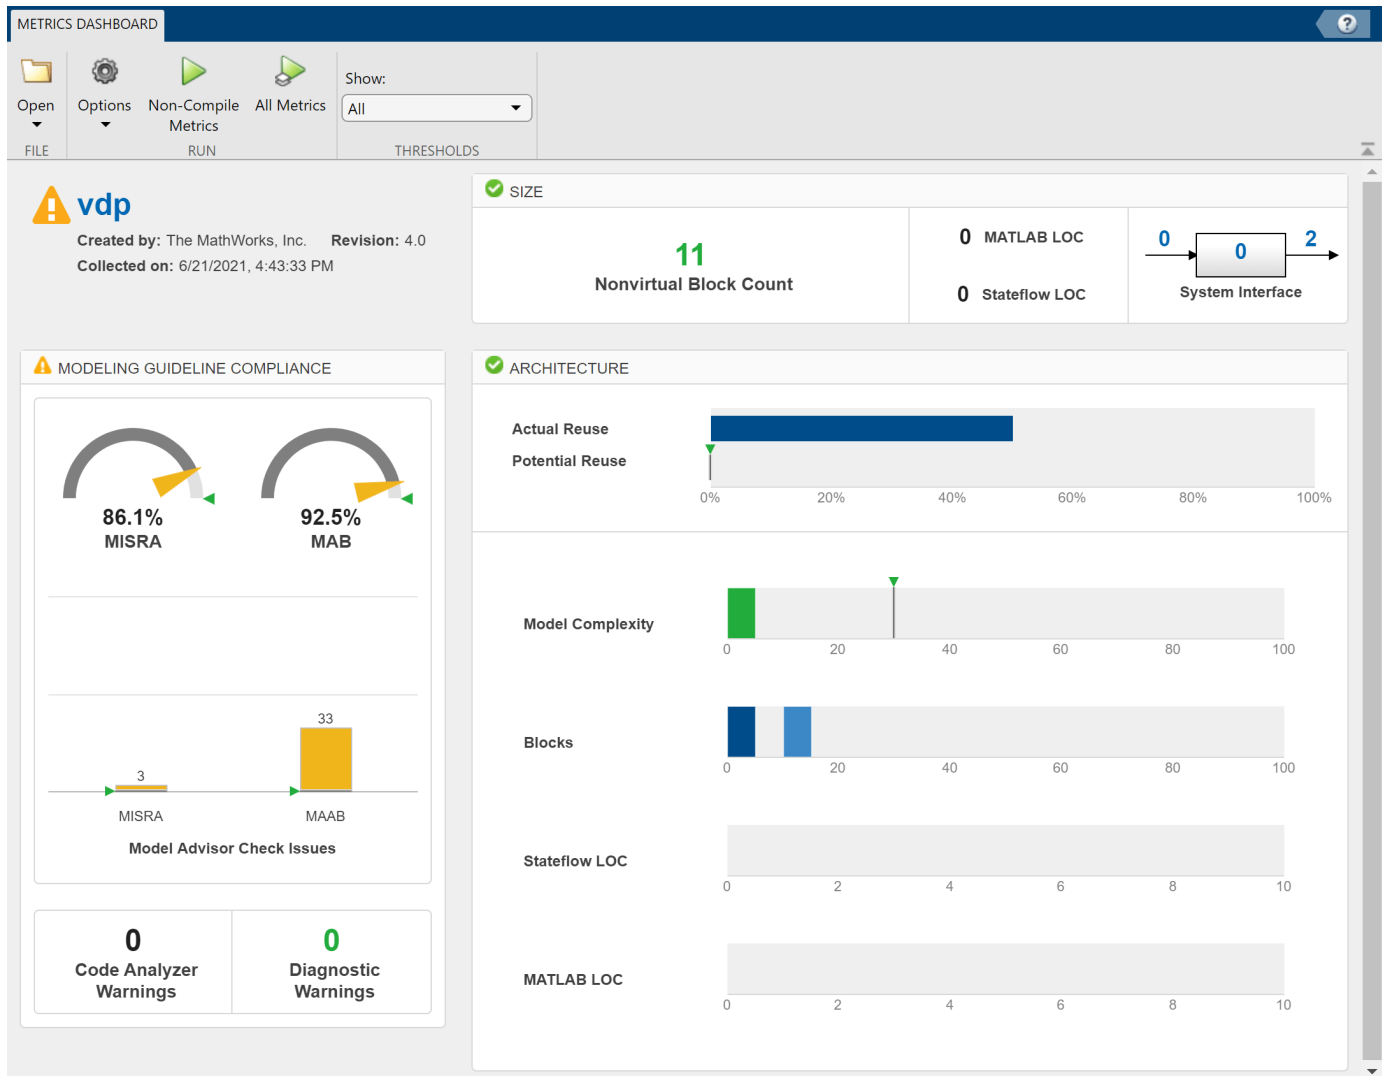 METRICS DASHBOARD
?
Open
Options
Non-Compile
Metrics
All Metrics
Show:
All
FILE
RUN
THRESHOLDS
vdp
Created by: The MathWorks, Inc. Revision: 4.0
Collected on: 6/21/2021, 4:43:33 PM
SIZE
11
Nonvirtual Block Count
0 MATLAB LOC
0 Stateflow LOC
0 0 2
System Interface
MODELING GUIDELINE COMPLIANCE
86.1%
MISRA
92.5%
MAB
3
33
MISRA MAAB
Model Advisor Check Issues
0
Code Analyzer
Warnings
0
Diagnostic
Warnings
ARCHITECTURE
Actual Reuse
Potential Reuse
0% 20% 40% 60% 80% 100%
Model Complexity
0 20 40 60 80 100
Blocks
0 20 40 60 80 100
Stateflow LOC
0 2 4 6 8 10
MATLAB LOC
0 2 4 6 8 10